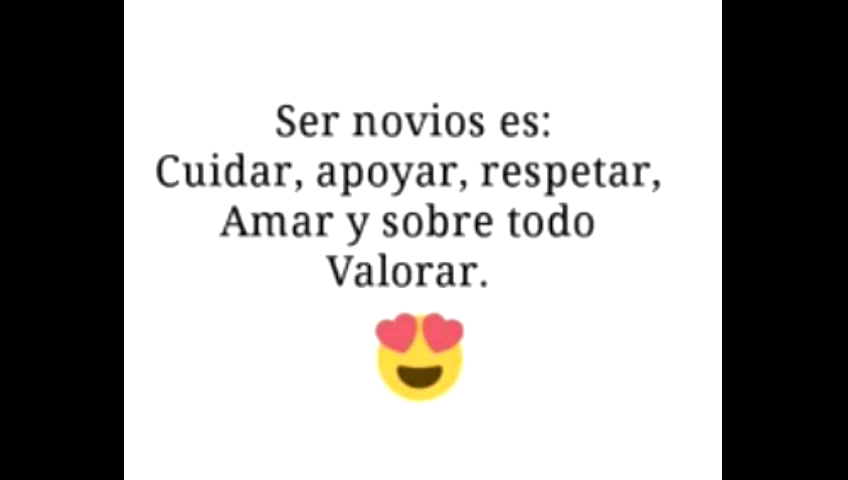 Ser novios es:
Cuidar, apoyar, respetar,
Amar y sobre todo
Valorar.